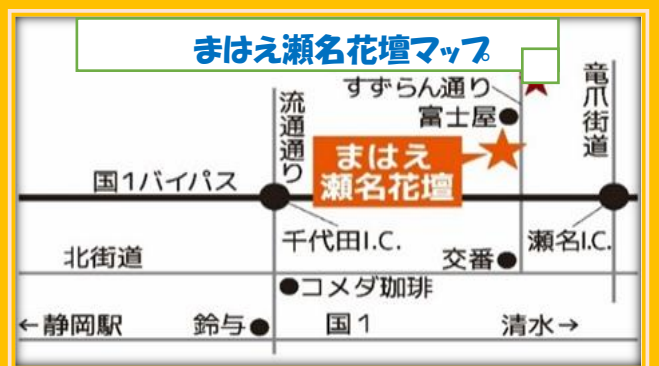 まはえ瀬名花壇マップ
すずらん通り
竜爪街道
流通通り
富士屋
まはえ
瀬名花壇
国1バイパス
千代田I.C.
瀬名I.C.
北街道
交番
コメダ珈琲
←静岡駅
鈴与
国1
清水→